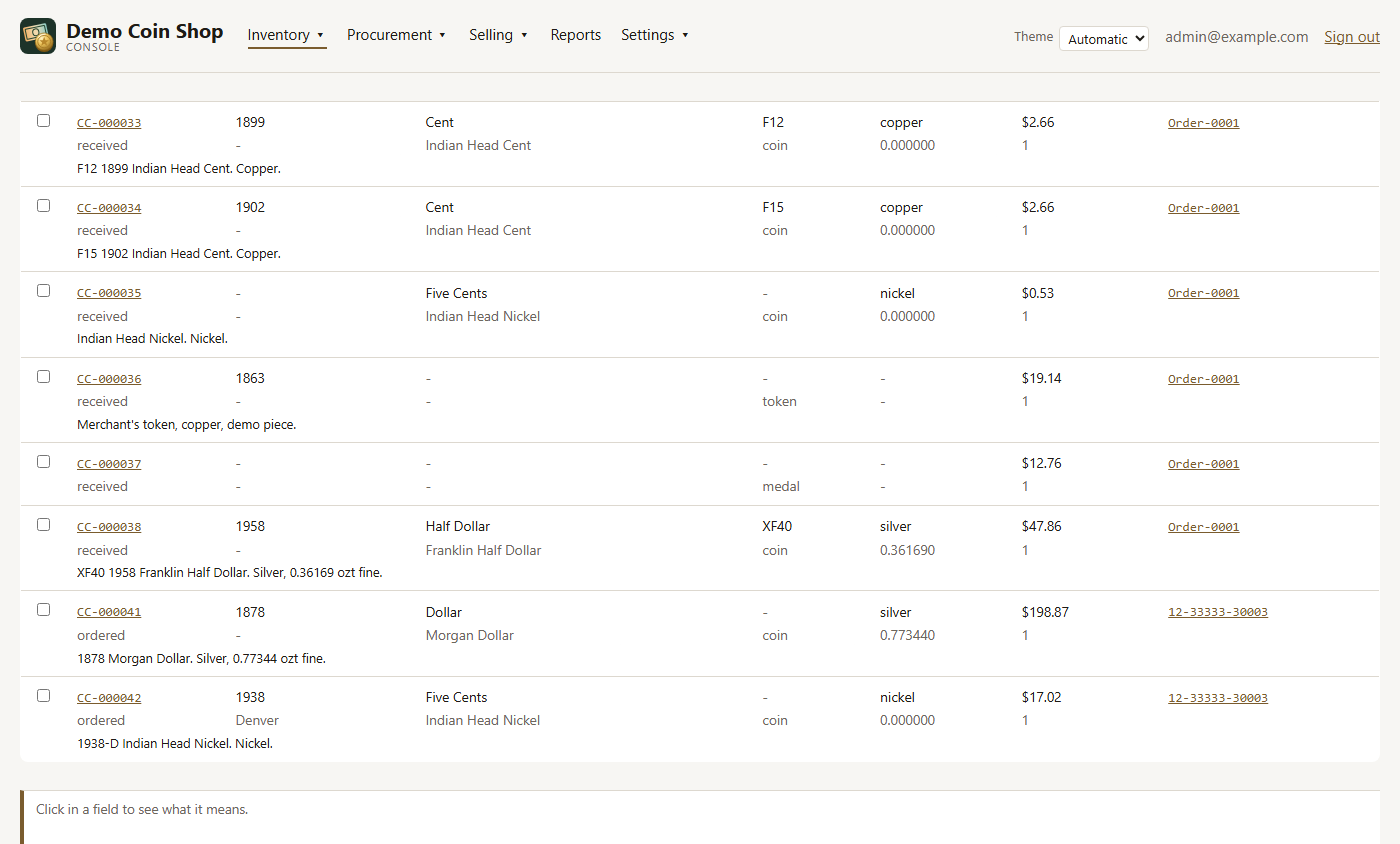 Demo Coin Shop
CONSOLE
Inventory ▼ Procurement ▼ Selling ▼ Reports Settings ▼
Theme Automatic admin@example.com Sign out
CC-000033 1899 Cent F12 copper $2.66 Order-0001
received - Indian Head Cent coin 0.000000 1
F12 1899 Indian Head Cent. Copper.
CC-000034 1902 Cent F15 copper $2.66 Order-0001
received - Indian Head Cent coin 0.000000 1
F15 1902 Indian Head Cent. Copper.
CC-000035 - Five Cents - nickel $0.53 Order-0001
received - Indian Head Nickel coin 0.000000 1
Indian Head Nickel. Nickel.
CC-000036 1863 - - - $19.14 Order-0001
received - - token - 1
Merchant's token, copper, demo piece.
CC-000037 - - - - $12.76 Order-0001
received - - medal - 1
CC-000038 1958 Half Dollar XF40 silver $47.86 Order-0001
received - Franklin Half Dollar coin 0.361690 1
XF40 1958 Franklin Half Dollar. Silver, 0.36169 ozt fine.
CC-000041 1878 Dollar - silver $198.87 12-33333-30003
ordered - Morgan Dollar coin 0.773440 1
1878 Morgan Dollar. Silver, 0.77344 ozt fine.
CC-000042 1938 Five Cents - nickel $17.02 12-33333-30003
ordered Denver Indian Head Nickel coin 0.000000 1
1938-D Indian Head Nickel. Nickel.
Click in a field to see what it means.